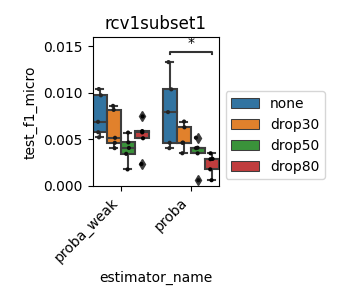 rcv1subset1
*
0.015
0.010
0.005
0.000
test_f1_micro
none
drop30
drop50
drop80
proba_weak
proba
estimator_name